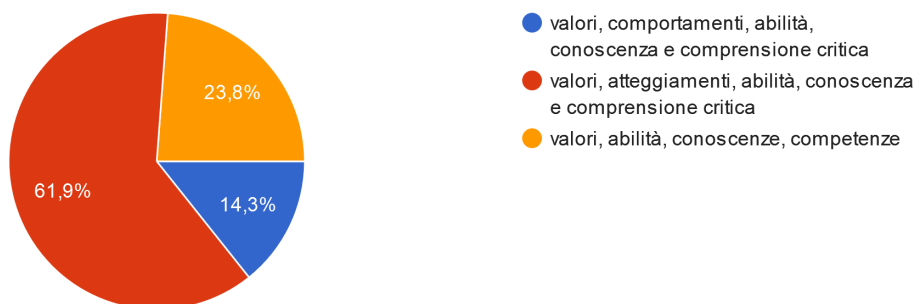 valori, comportamenti, abilità,
conoscenza e comprensione critica
valori, atteggiamenti, abilità, conoscenza
e comprensione critica
valori, abilità, conoscenze, competenze
23,8%
61,9%
14,3%